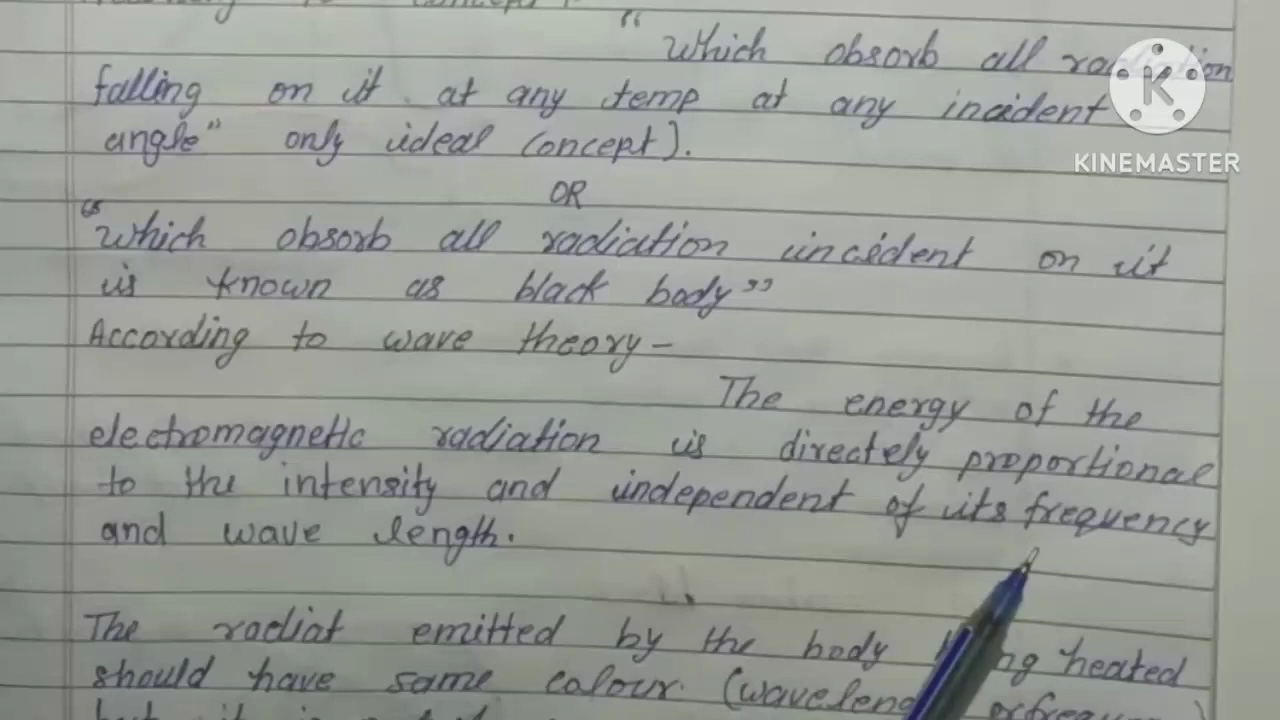 “ which absorb all radiation
falling on it at any temp at any incident
angle” only ideal concept).
OR
“which absorb all radiation incident on it
is known as black body”
According to wave theory –
The energy of the
electromagnetic radiation is directely proportional
to the intensity and independent of its frequency
and wave length.
The radiat emitted by the body heated
should have same colour (wavelen
KINEMASTER